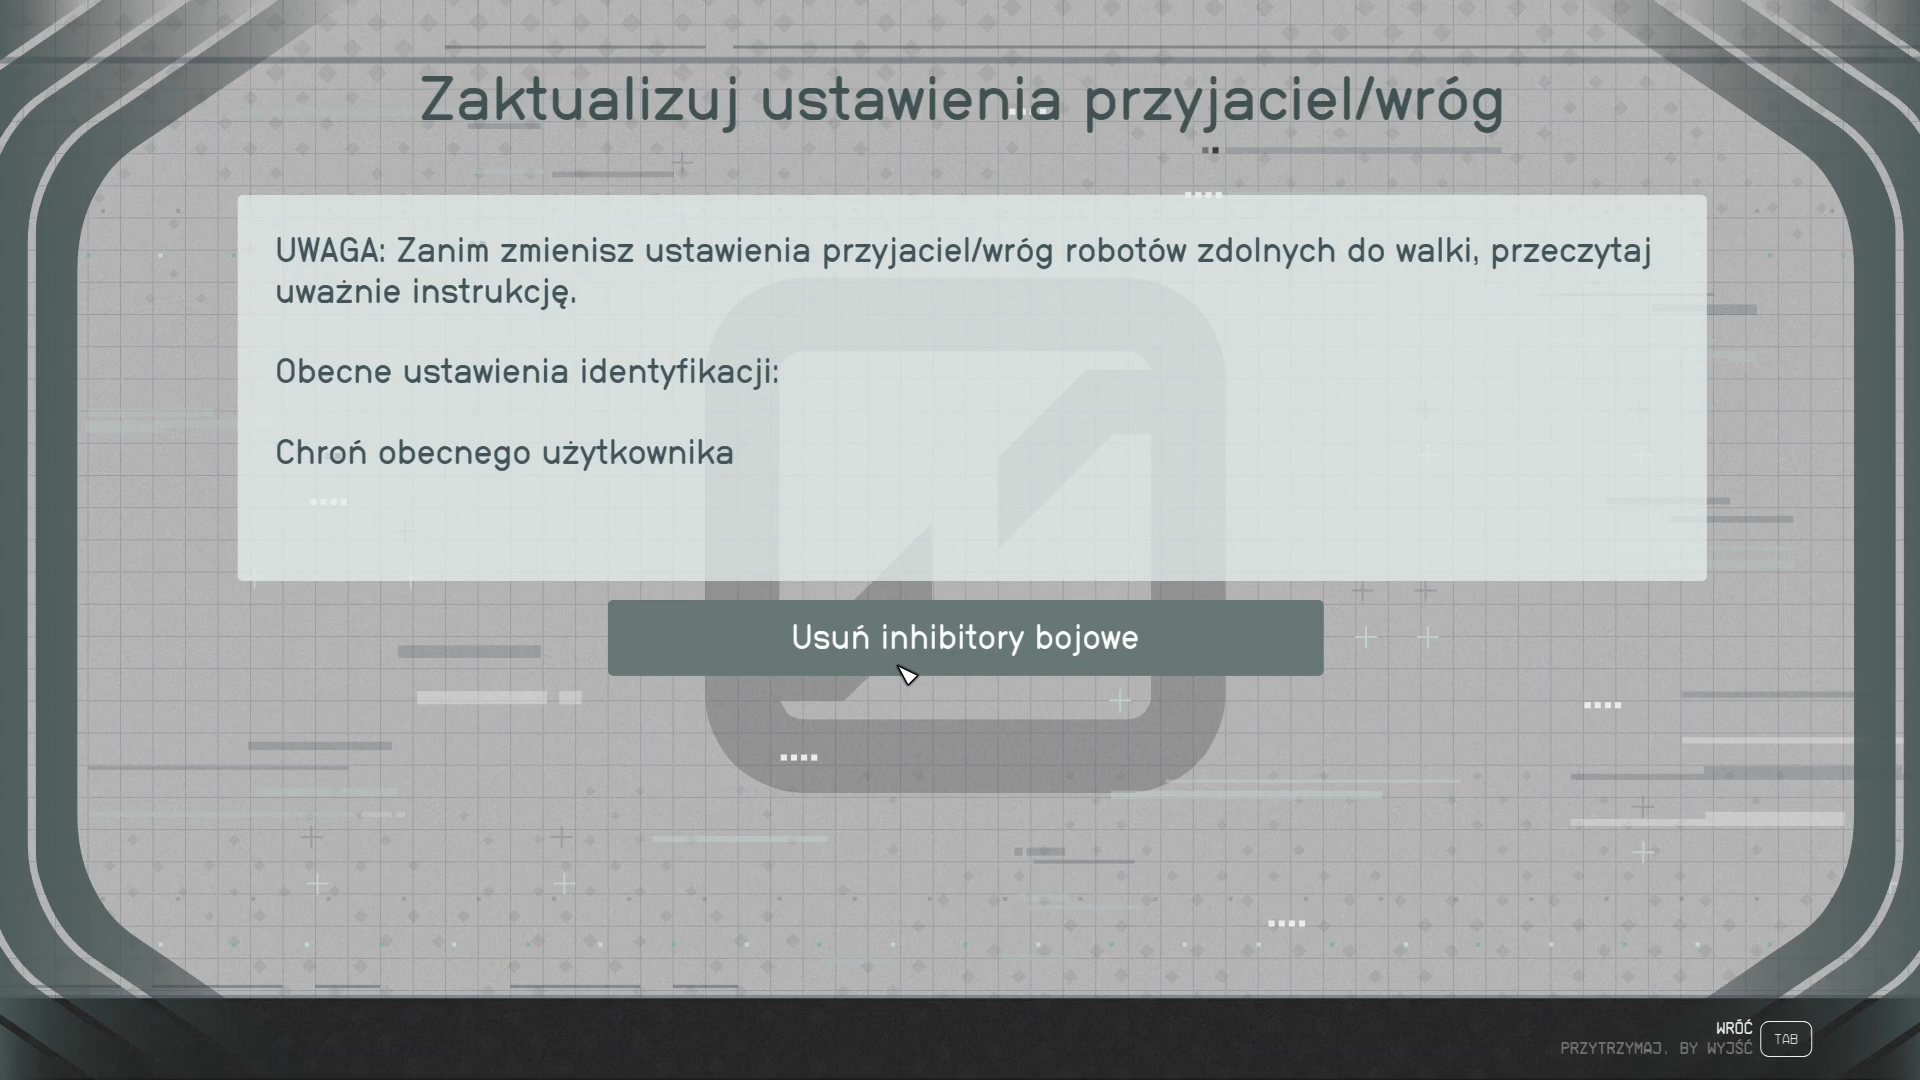 Zaktualizuj ustawienia przyjaciel/wróg
UWAGA: Zanim zmienisz ustawienia przyjaciel/wróg robotów zdolnych do walki, przeczytaj
uważnie instrukcję.
Obecne ustawienia identyfikacji:
Chroń obecnego użytkownika
Usuń inhibitory bojowe
WRÓĆ
PRZYTRZYMAJ, BY WYJŚĆ
TAB